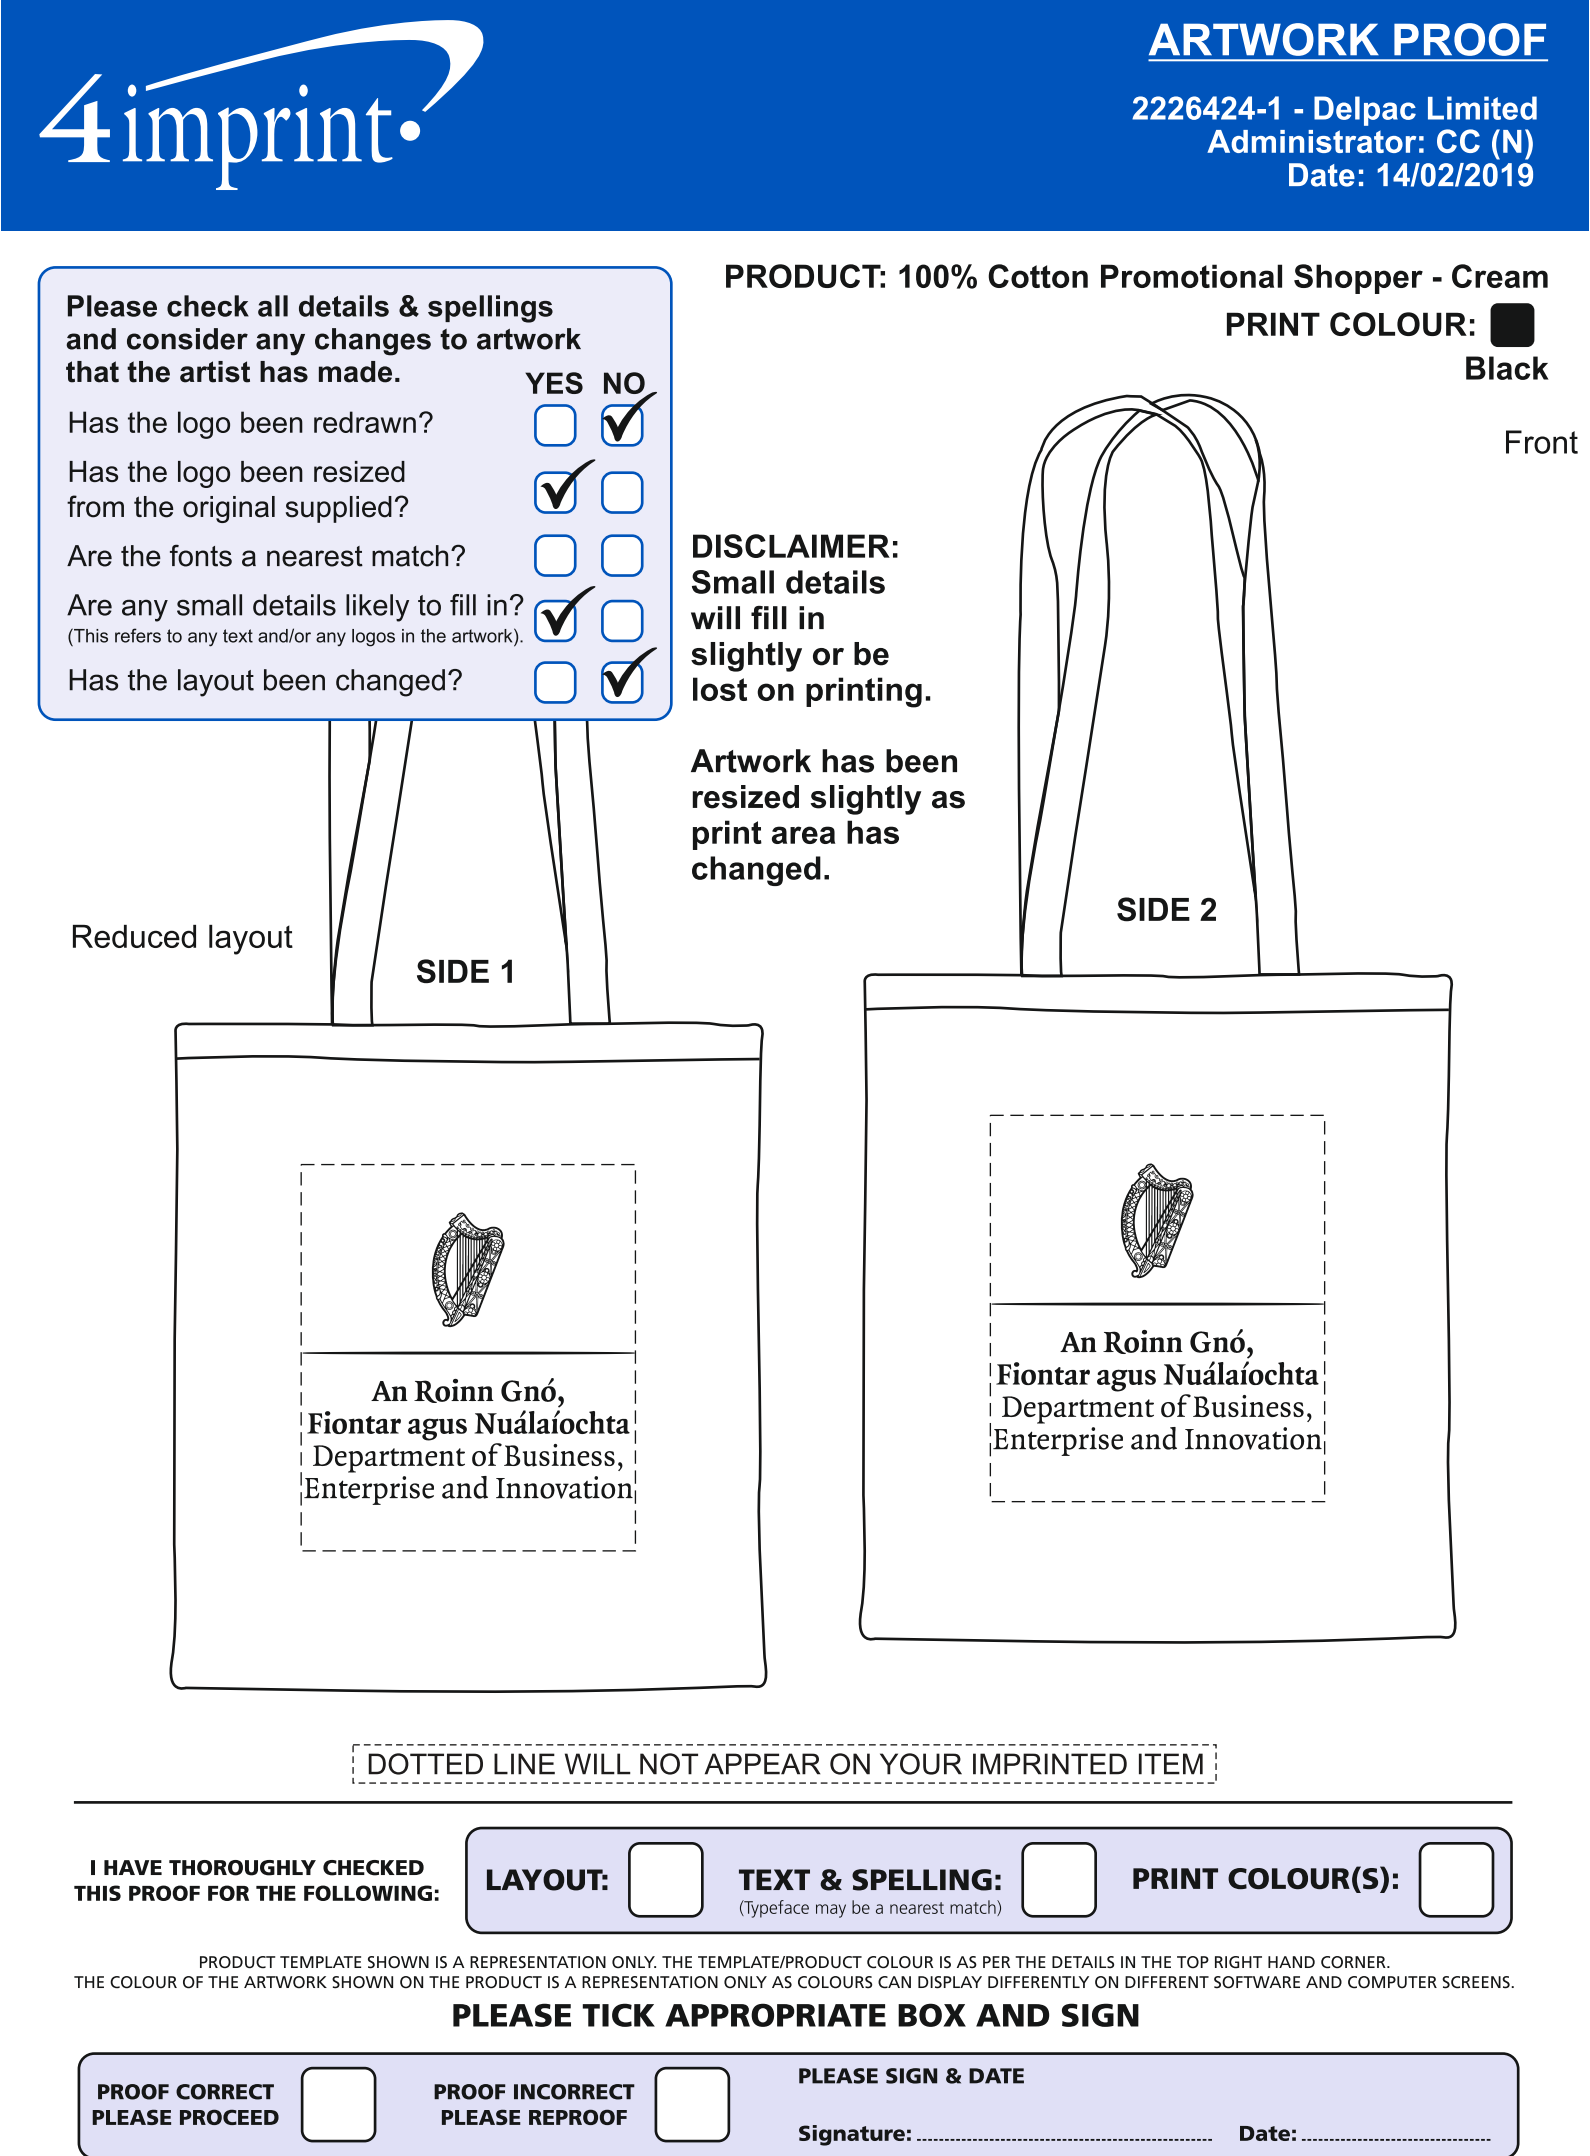 4imprint
ARTWORK PROOF
2226424-1 - Delpac Limited
Administrator: CC (N)
Date: 14/02/2019
PRODUCT: 100% Cotton Promotional Shopper - Cream
PRINT COLOUR:
Black
Front
Please check all details & spellings
and consider any changes to artwork
that the artist has made.
YES NO
Has the logo been redrawn?
Has the logo been resized
from the original supplied?
Are the fonts a nearest match?
Are any small details likely to fill in?
(This refers to any text and/or any logos in the artwork).
Has the layout been changed?
DISCLAIMER:
Small details
will fill in
slightly or be
lost on printing.
Artwork has been
resized slightly as
print area has
changed.
Reduced layout
SIDE 1
An Roinn Gnó,
Fiontar agus Nuálaíochta
Department of Business,
Enterprise and Innovation
SIDE 2
An Roinn Gnó,
Fiontar agus Nuálaíochta
Department of Business,
Enterprise and Innovation
DOTTED LINE WILL NOT APPEAR ON YOUR IMPRINTED ITEM
I HAVE THOROUGHLY CHECKED
THIS PROOF FOR THE FOLLOWING:
LAYOUT:
TEXT & SPELLING:
(Typeface may be a nearest match)
PRINT COLOUR(S):
PRODUCT TEMPLATE SHOWN IS A REPRESENTATION ONLY. THE TEMPLATE/PRODUCT COLOUR IS AS PER THE DETAILS IN THE TOP RIGHT HAND CORNER.
THE COLOUR OF THE ARTWORK SHOWN ON THE PRODUCT IS A REPRESENTATION ONLY AS COLOURS CAN DISPLAY DIFFERENTLY ON DIFFERENT SOFTWARE AND COMPUTER SCREENS.
PLEASE TICK APPROPRIATE BOX AND SIGN
PROOF CORRECT
PLEASE PROCEED
PROOF INCORRECT
PLEASE REPROOF
PLEASE SIGN & DATE
Signature:
Date: